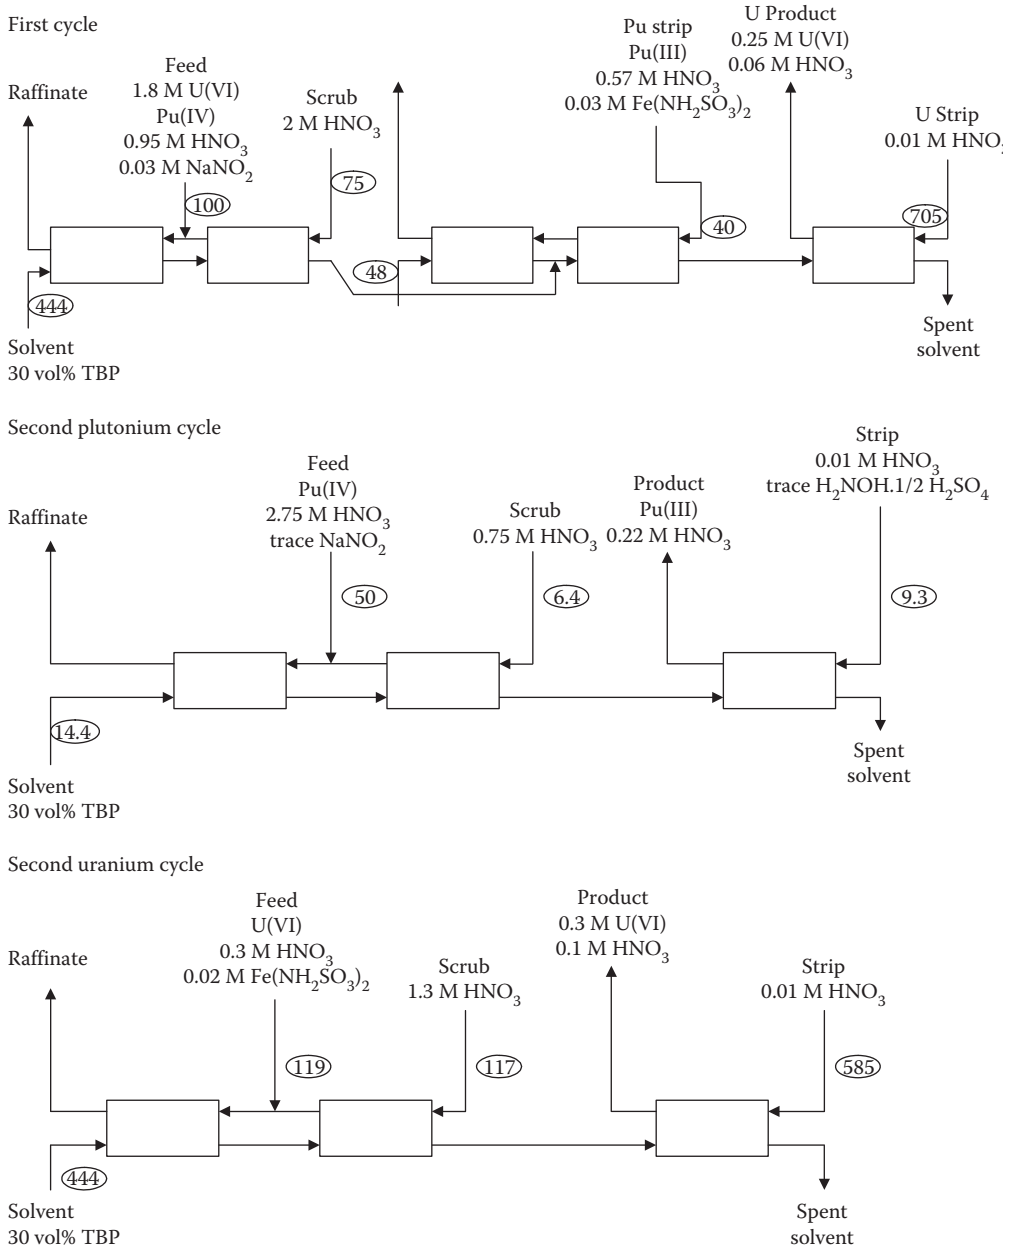 First cycle
Raffinate
Feed
1.8 M U(VI)
Pu(IV)
0.95 M HNO₃
0.03 M NaNO₂
100
Scrub
2 M HNO₃
75
Pu strip
Pu(III)
0.57 M HNO₃
0.03 M Fe(NH₂SO₃)₂
40
U Product
0.25 M U(VI)
0.06 M HNO₃
U Strip
0.01 M HNO₃
705
48
444
Solvent
30 vol% TBP
Spent
solvent
Second plutonium cycle
Raffinate
Feed
Pu(IV)
2.75 M HNO₃
trace NaNO₂
50
Scrub
0.75 M HNO₃
6.4
Product
Pu(III)
0.22 M HNO₃
Strip
0.01 M HNO₃
trace H₂NOH.1/2 H₂SO₄
9.3
14.4
Solvent
30 vol% TBP
Spent
solvent
Second uranium cycle
Raffinate
Feed
U(VI)
0.3 M HNO₃
0.02 M Fe(NH₂SO₃)₂
119
Scrub
1.3 M HNO₃
117
Product
0.3 M U(VI)
0.1 M HNO₃
Strip
0.01 M HNO₃
585
444
Solvent
30 vol% TBP
Spent
solvent